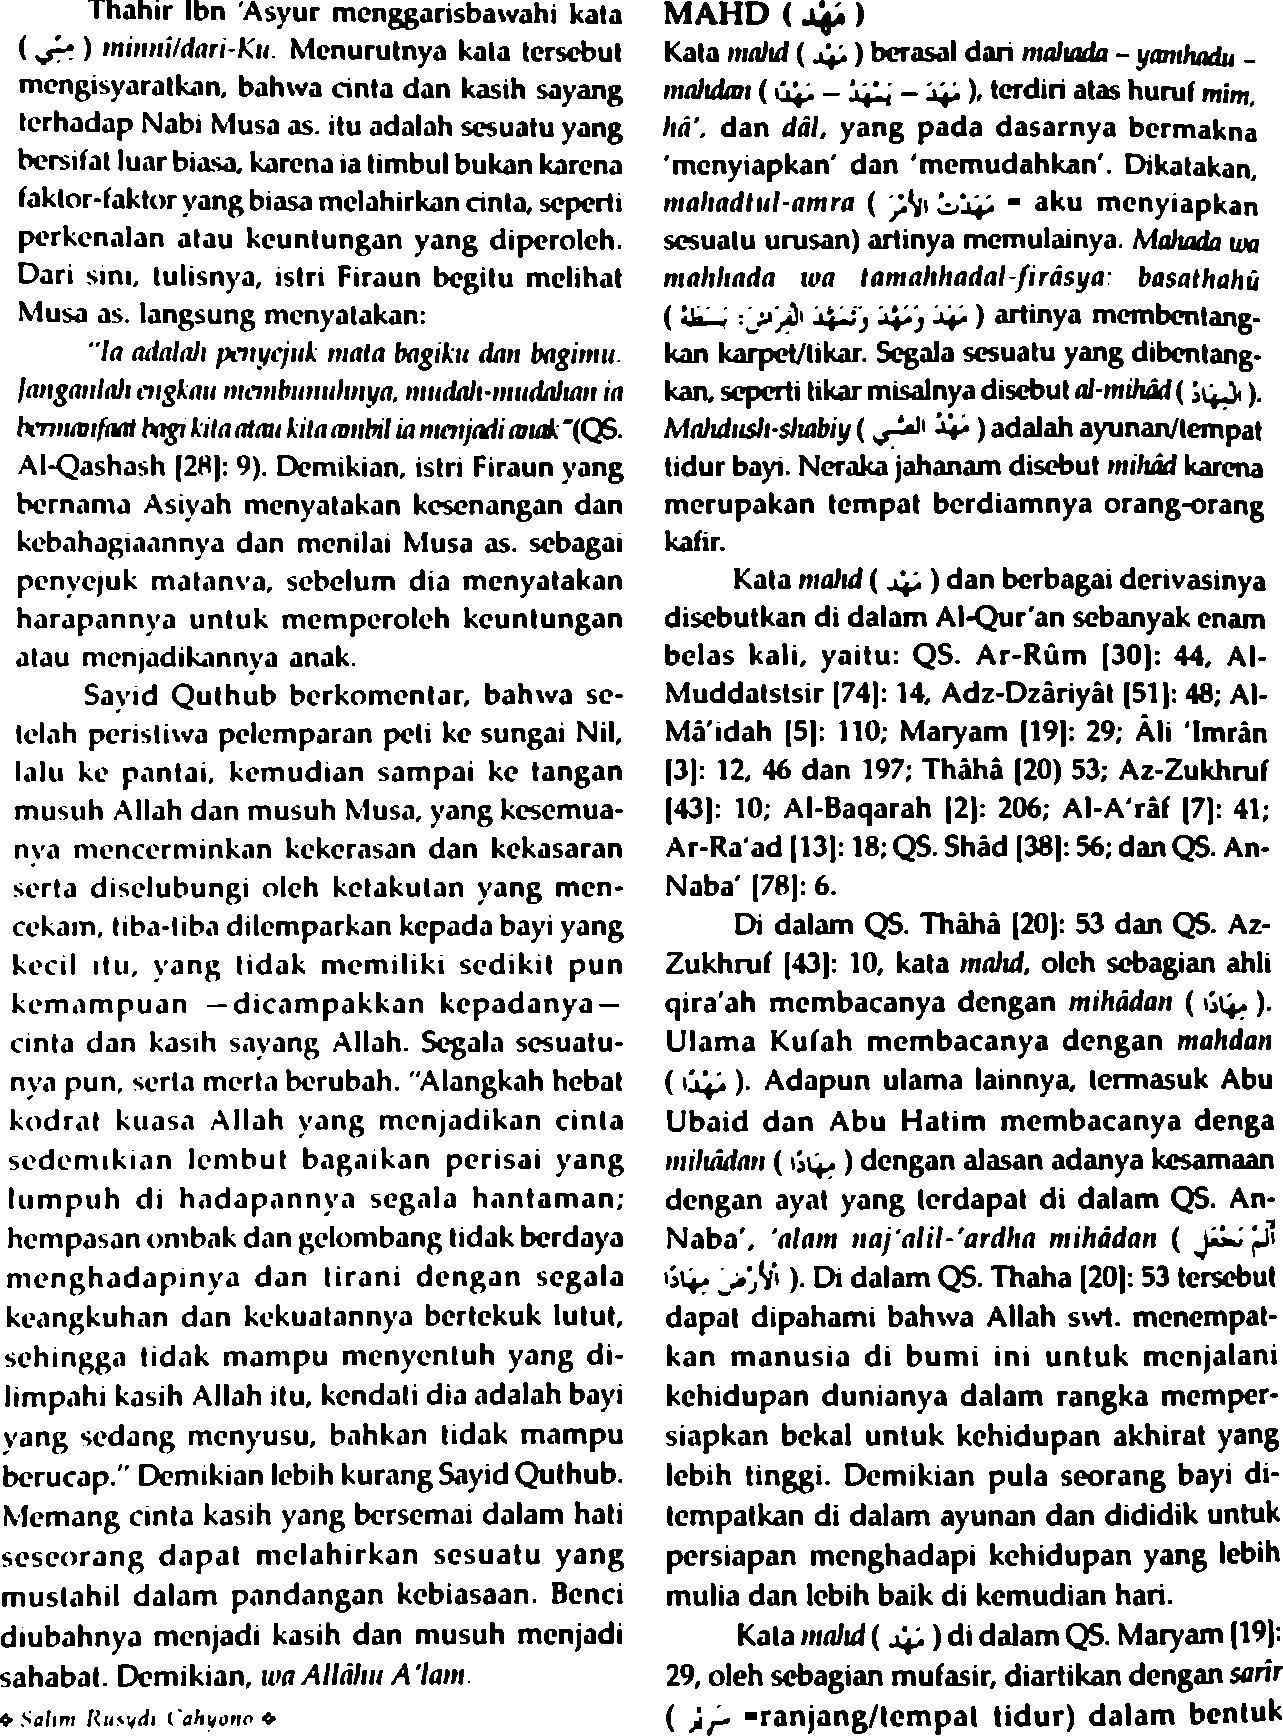 Thahir Ibn 'Asyur menggarisbawahi kata
( مِنِّي ) minnî/dari-Ku. Menurutnya kata tersebut
mengisyaratkan, bahwa cinta dan kasih sayang
terhadap Nabi Musa as. itu adalah sesuatu yang
bersifat luar biasa, karena ia timbul bukan karena
faktor-faktor yang biasa melahirkan cinta, seperti
perkenalan atau keuntungan yang diperoleh.
Dari sini, tulisnya, istri Firaun begitu melihat
Musa as. langsung menyatakan:
"Ia adalah penyejuk mata bagiku dan bagimu.
Janganlah engkau membunuhnya, mudah-mudahan ia
bermanfaat bagi kita atau kita ambil ia menjadi anak"(QS.
Al-Qashash [28]: 9). Demikian, istri Firaun yang
bernama Asiyah menyatakan kesenangan dan
kebahagiaannya dan menilai Musa as. sebagai
penyejuk matanya, sebelum dia menyatakan
harapannya untuk memperoleh keuntungan
atau menjadikannya anak.
Sayid Quthub berkomentar, bahwa se-
telah peristiwa pelemparan peti ke sungai Nil,
lalu ke pantai, kemudian sampai ke tangan
musuh Allah dan musuh Musa, yang kesemua-
nya mencerminkan kekerasan dan kekasaran
serta diselubungi oleh ketakutan yang men-
cekam, tiba-tiba dilemparkan kepada bayi yang
kecil itu, yang tidak memiliki sedikit pun
kemampuan —dicampakkan kepadanya—
cinta dan kasih sayang Allah. Segala sesuatu-
nya pun, serta merta berubah. "Alangkah hebat
kodrat kuasa Allah yang menjadikan cinta
sedemikian lembut bagaikan perisai yang
lumpuh di hadapannya segala hantaman;
hempasan ombak dan gelombang tidak berdaya
menghadapinya dan tirani dengan segala
keangkuhan dan kekuatannya bertekuk lutut,
sehingga tidak mampu menyentuh yang di-
limpahi kasih Allah itu, kendati dia adalah bayi
yang sedang menyusu, bahkan tidak mampu
berucap." Demikian lebih kurang Sayid Quthub.
Memang cinta kasih yang bersemai dalam hati
seseorang dapat melahirkan sesuatu yang
mustahil dalam pandangan kebiasaan. Benci
diubahnya menjadi kasih dan musuh menjadi
sahabat. Demikian, wa Allâhu A'lam.
❖ Salim Rusydi Cahyono ❖
MAHD ( مَهْد )
Kata mahd ( مَهْد ) berasal dari mahada – yamhadu –
mahdan ( مَهَدَ – يَمْهَدُ – مَهْدًا ), terdiri atas huruf mim,
hâ', dan dâl, yang pada dasarnya bermakna
'menyiapkan' dan 'memudahkan'. Dikatakan,
mahadtul-amra ( مَهَدْتُ الْأَمْرَ = aku menyiapkan
sesuatu urusan) artinya memulainya. Mahada wa
mahhada wa tamahhadal-firâsya: basathahû
( مَهَدَ وَمَهَّدَ وَتَمَهَّدَ الْفِرَاشَ: بَسَطَهُ ) artinya membentang-
kan karpet/tikar. Segala sesuatu yang dibentang-
kan, seperti tikar misalnya disebut al-mihâd ( الْمِهَادُ ).
Mahdush-shabiy ( مَهْدُ الصَّبِي ) adalah ayunan/tempat
tidur bayi. Neraka jahanam disebut mihâd karena
merupakan tempat berdiamnya orang-orang
kafir.
Kata mahd ( مَهْد ) dan berbagai derivasinya
disebutkan di dalam Al-Qur'an sebanyak enam
belas kali, yaitu: QS. Ar-Rûm [30]: 44, Al-
Muddatstsir [74]: 14, Adz-Dzâriyât [51]: 48; Al-
Mâ'idah [5]: 110; Maryam [19]: 29; Âli 'Imrân
[3]: 12, 46 dan 197; Thâhâ [20) 53; Az-Zukhruf
[43]: 10; Al-Baqarah [2]: 206; Al-A'râf [7]: 41;
Ar-Ra'ad [13]: 18; QS. Shâd [38]: 56; dan QS. An-
Naba' [78]: 6.
Di dalam QS. Thâhâ [20]: 53 dan QS. Az-
Zukhruf [43]: 10, kata mahd, oleh sebagian ahli
qira'ah membacanya dengan mihâdan ( مِهَادًا ).
Ulama Kufah membacanya dengan mahdan
( مَهْدًا ). Adapun ulama lainnya, termasuk Abu
Ubaid dan Abu Hatim membacanya denga
mihâdan ( مِهَادًا ) dengan alasan adanya kesamaan
dengan ayat yang terdapat di dalam QS. An-
Naba', 'alam naj'alil-'ardha mihâdan ( أَلَمْ نَجْعَلِ
الْأَرْضَ مِهَادًا ). Di dalam QS. Thaha [20]: 53 tersebut
dapat dipahami bahwa Allah swt. menempat-
kan manusia di bumi ini untuk menjalani
kehidupan dunianya dalam rangka memper-
siapkan bekal untuk kehidupan akhirat yang
lebih tinggi. Demikian pula seorang bayi di-
tempatkan di dalam ayunan dan dididik untuk
persiapan menghadapi kehidupan yang lebih
mulia dan lebih baik di kemudian hari.
Kata mahd ( مَهْد ) di dalam QS. Maryam [19]:
29, oleh sebagian mufasir, diartikan dengan sarîr
( سَرِيْر =ranjang/tempat tidur) dalam bentuk